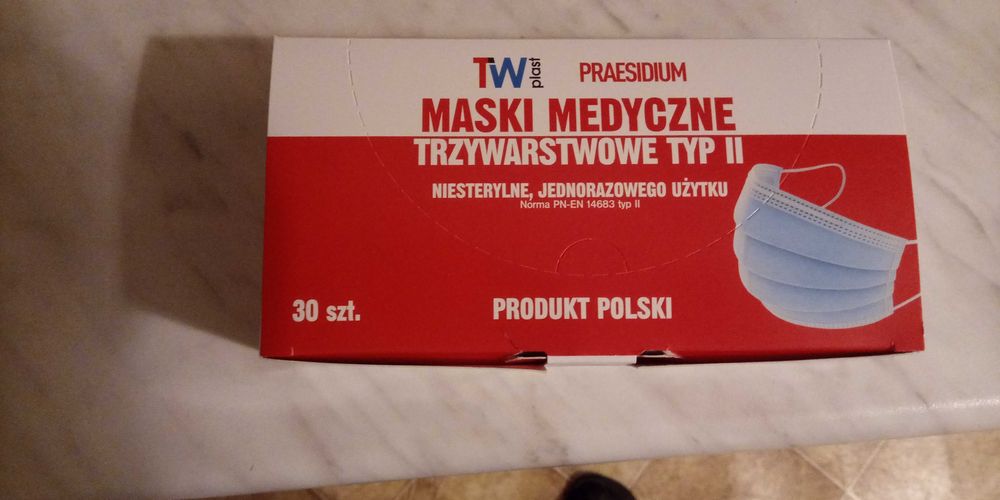 TW plast PRAESIDIUM
MASKI MEDYCZNE
TRZYWARSTWOWE TYP II
NIESTERYLNE, JEDNORAZOWEGO UŻYTKU
Norma PN-EN 14683 typ II
30 szt. PRODUKT POLSKI